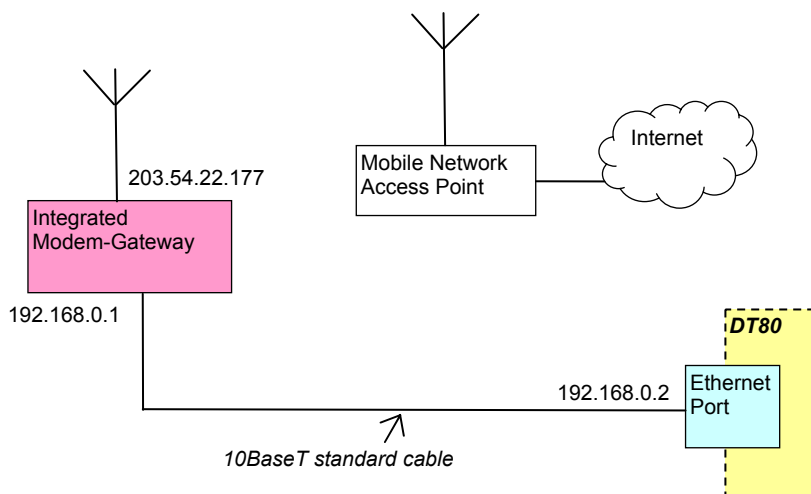 Internet
Mobile Network
Access Point
203.54.22.177
Integrated
Modem-Gateway
192.168.0.1
DT80
Ethernet
Port
192.168.0.2
10BaseT standard cable